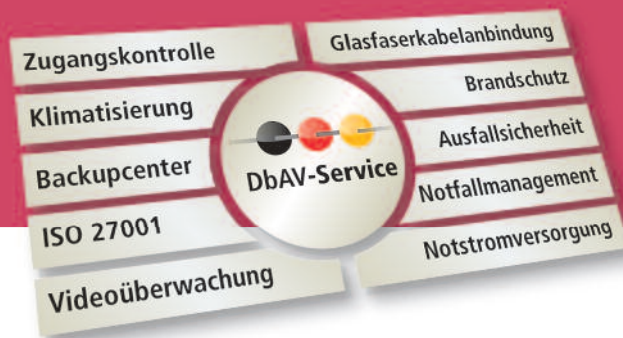 Zugangskontrolle
Klimatisierung
Backupcenter
ISO 27001
Videoüberwachung
DbAV-Service
Glasfaserkabelanbindung
Brandschutz
Ausfallsicherheit
Notfallmanagement
Notstromversorgung